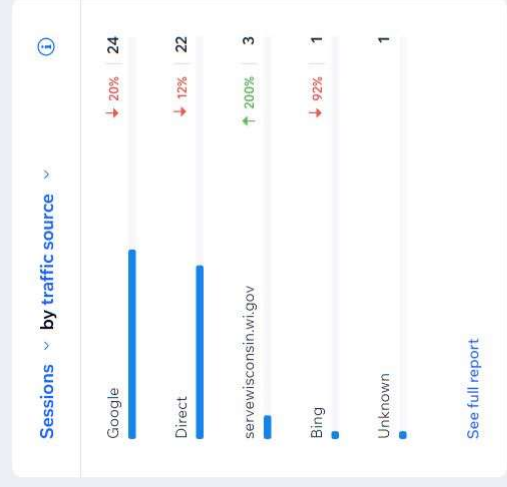 Sessions by traffic source
Google ↓ 20% 24
Direct ↓ 12% 22
servewisconsin.wi.gov ↑ 200% 3
Bing ↓ 92% 1
Unknown 1
See full report